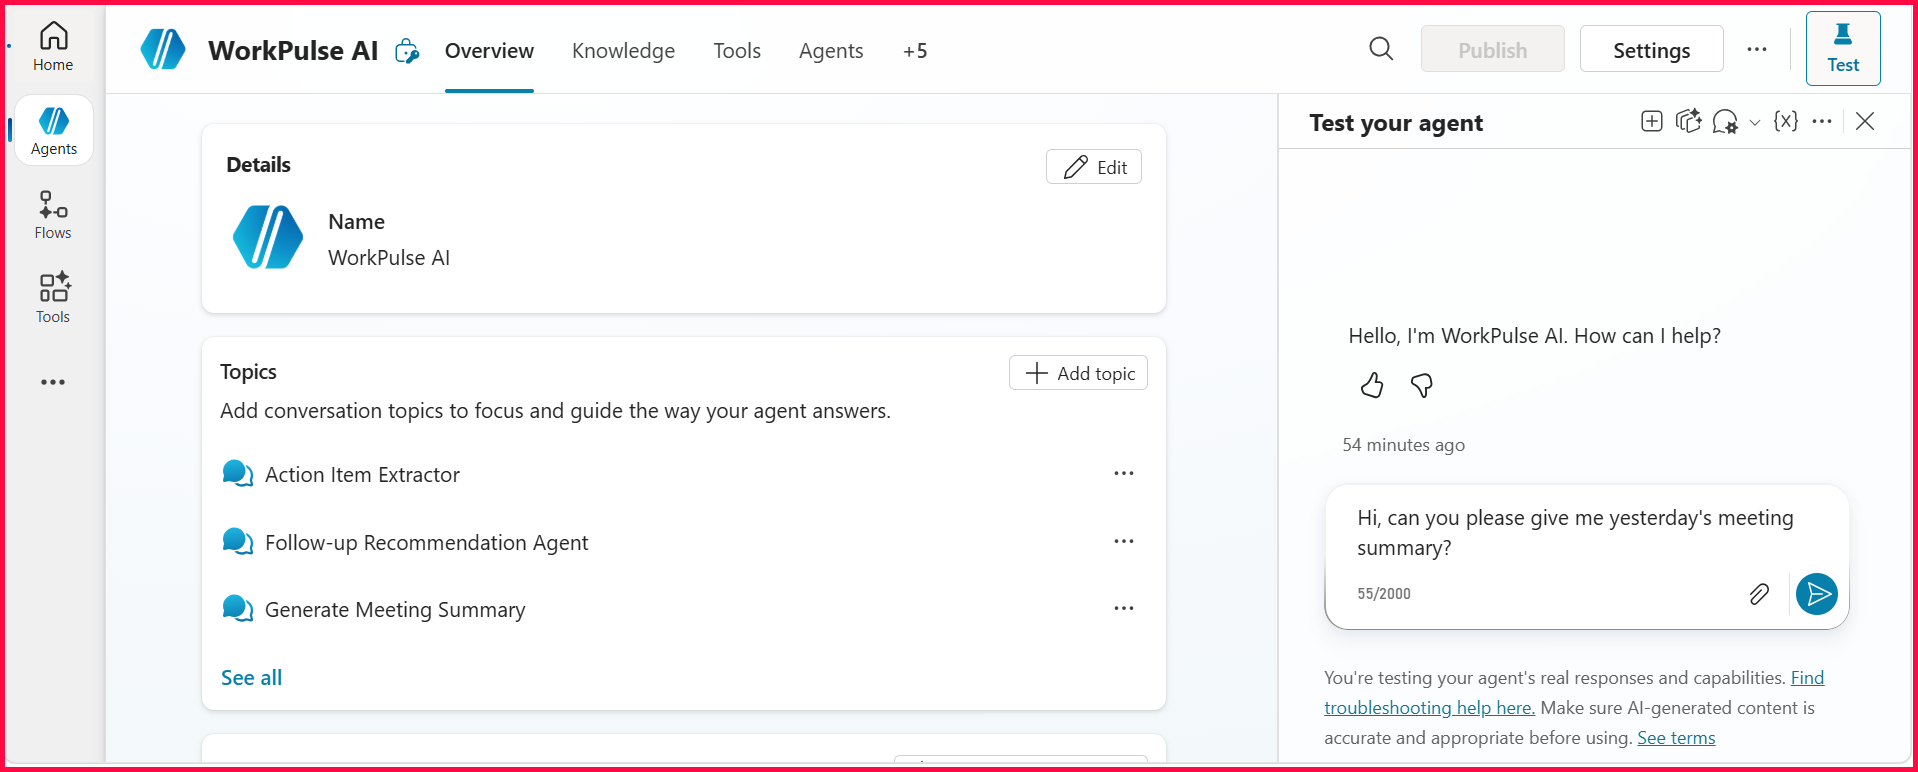 Home
Agents
Flows
Tools
WorkPulse AI
Overview
Knowledge
Tools
Agents
+5
Publish
Settings
Test
Details
Edit
Name
WorkPulse AI
Topics
Add topic
Add conversation topics to focus and guide the way your agent answers.
Action Item Extractor
Follow-up Recommendation Agent
Generate Meeting Summary
See all
Test your agent
{x}
Hello, I'm WorkPulse AI. How can I help?
54 minutes ago
Hi, can you please give me yesterday's meeting
summary?
55/2000
You're testing your agent's real responses and capabilities. Find
troubleshooting help here. Make sure AI-generated content is
accurate and appropriate before using. See terms